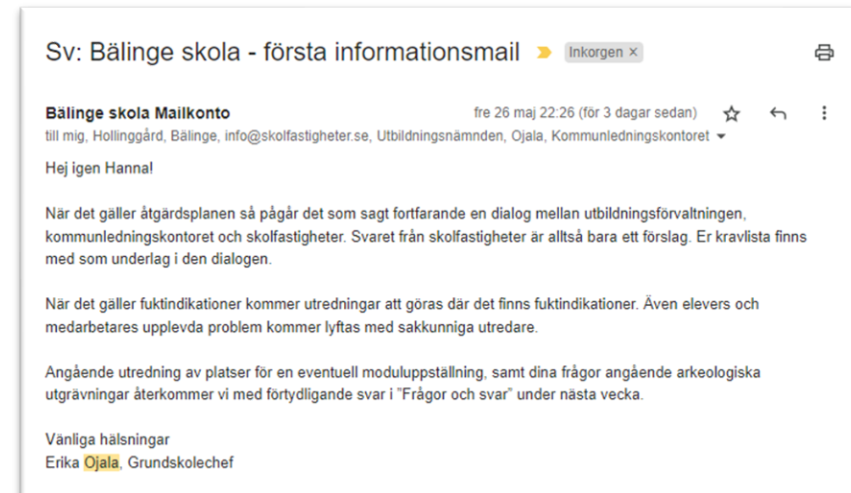 Sv: Bälinge skola - första informationsmail Inkorgen ×
Bälinge skola Mailkonto fre 26 maj 22:26 (för 3 dagar sedan)
till mig, Hollinggård, Bälinge, info@skolfastigheter.se, Utbildningsnämnden, Ojala, Kommunledningskontoret
Hej igen Hanna!
När det gäller åtgärdsplanen så pågår det som sagt fortfarande en dialog mellan utbildningsförvaltningen,
kommunledningskontoret och skolfastigheter. Svaret från skolfastigheter är alltså bara ett förslag. Er kravlista finns
med som underlag i den dialogen.
När det gäller fuktindikationer kommer utredningar att göras där det finns fuktindikationer. Även elevers och
medarbetares upplevda problem kommer lyftas med sakkunniga utredare.
Angående utredning av platser för en eventuell moduluppställning, samt dina frågor angående arkeologiska
utgrävningar återkommer vi med förtydligande svar i "Frågor och svar" under nästa vecka.
Vänliga hälsningar
Erika Ojala, Grundskolechef